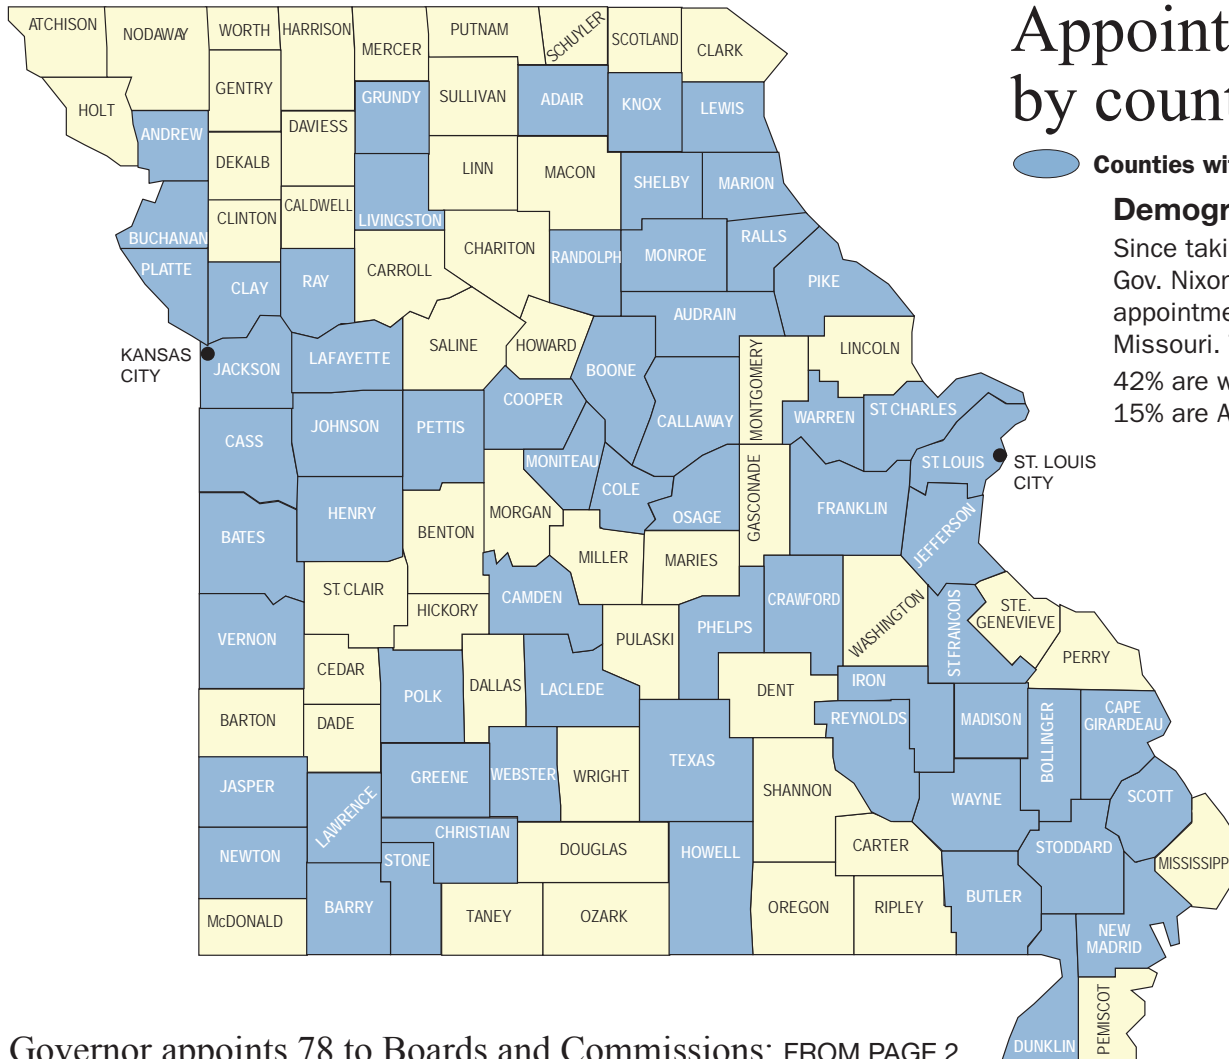 Appoint
by count
Counties wi
Demogr
Since taki
Gov. Nixon
appointme
Missouri.
42% are w
15% are A
ATCHISON
NODAWAY
WORTH
HARRISON
MERCER
PUTNAM
SCHUYLER
SCOTLAND
CLARK
HOLT
ANDREW
GENTRY
DAVIESS
GRUNDY
SULLIVAN
ADAIR
KNOX
LEWIS
DEKALB
LINN
MACON
SHELBY
MARION
BUCHANAN
CLINTON
CALDWELL
LIVINGSTON
CHARITON
RANDOLPH
MONROE
RALLS
PLATTE
CLAY
RAY
CARROLL
PIKE
AUDRAIN
KANSAS
CITY
JACKSON
LAFAYETTE
SALINE
HOWARD
BOONE
MONTGOMERY
LINCOLN
CASS
JOHNSON
PETTIS
COOPER
CALLAWAY
WARREN
ST. CHARLES
MONITEAU
COLE
OSAGE
GASCONADE
FRANKLIN
ST. LOUIS
ST. LOUIS
CITY
BATES
HENRY
BENTON
MORGAN
MILLER
MARIES
JEFFERSON
ST. CLAIR
HICKORY
CAMDEN
PULASKI
PHELPS
CRAWFORD
WASHINGTON
ST. FRANCOIS
STE.
GENEVIEVE
PERRY
VERNON
CEDAR
POLK
DALLAS
LACLEDE
DENT
IRON
REYNOLDS
MADISON
BOLLINGER
CAPE
GIRARDEAU
BARTON
DADE
JASPER
LAWRENCE
GREENE
WEBSTER
WRIGHT
TEXAS
SHANNON
WAYNE
SCOTT
NEWTON
STONE
CHRISTIAN
DOUGLAS
HOWELL
CARTER
STODDARD
MISSISSIPP
McDONALD
BARRY
TANEY
OZARK
OREGON
RIPLEY
BUTLER
NEW
MADRID
DUNKLIN
PEMISCOT
Governor appoints 78 to Boards and Commissions: FROM PAGE 2